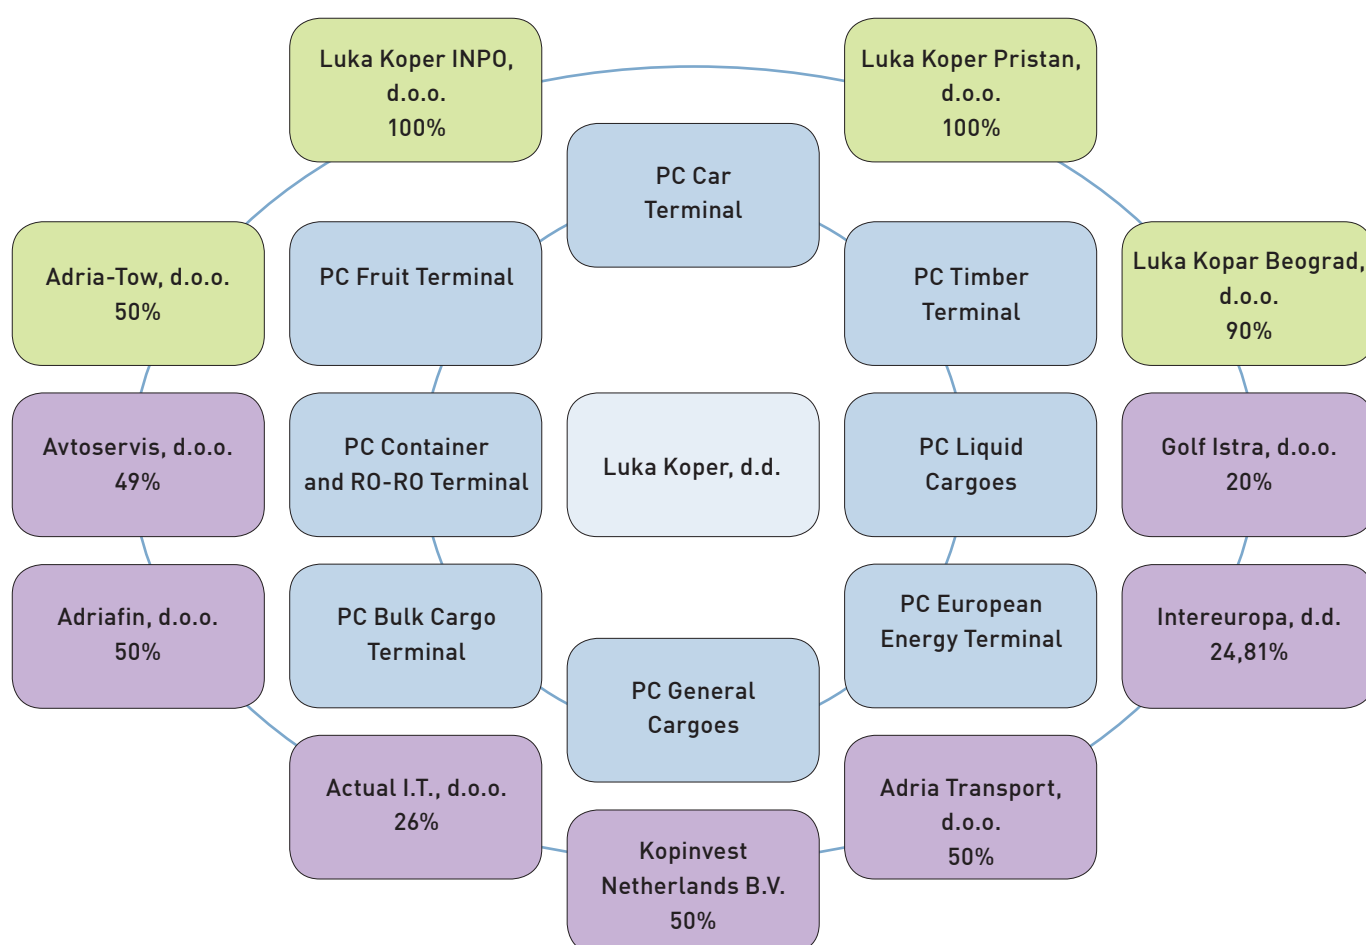 Luka Koper INPO,
d.o.o.
100%
Luka Koper Pristan,
d.o.o.
100%
PC Car
Terminal
Adria-Tow, d.o.o.
50%
PC Fruit Terminal
PC Timber
Terminal
Luka Kopar Beograd,
d.o.o.
90%
Avtoservis, d.o.o.
49%
PC Container
and RO-RO Terminal
Luka Koper, d.d.
PC Liquid
Cargoes
Golf Istra, d.o.o.
20%
Adriafin, d.o.o.
50%
PC Bulk Cargo
Terminal
PC General
Cargoes
PC European
Energy Terminal
Intereuropa, d.d.
24,81%
Actual I.T., d.o.o.
26%
Kopinvest
Netherlands B.V.
50%
Adria Transport,
d.o.o.
50%